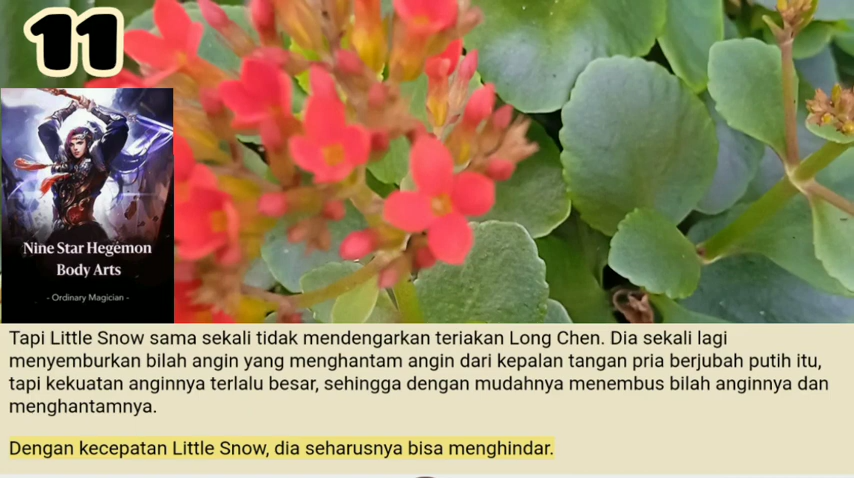 11
Nine Star Hegemon
Body Arts
- Ordinary Magician -
Tapi Little Snow sama sekali tidak mendengarkan teriakan Long Chen. Dia sekali lagi
menyemburkan bilah angin yang menghantam angin dari kepalan tangan pria berjubah putih itu,
tapi kekuatan anginnya terlalu besar, sehingga dengan mudahnya menembus bilah anginnya dan
menghantamnya.
Dengan kecepatan Little Snow, dia seharusnya bisa menghindar.